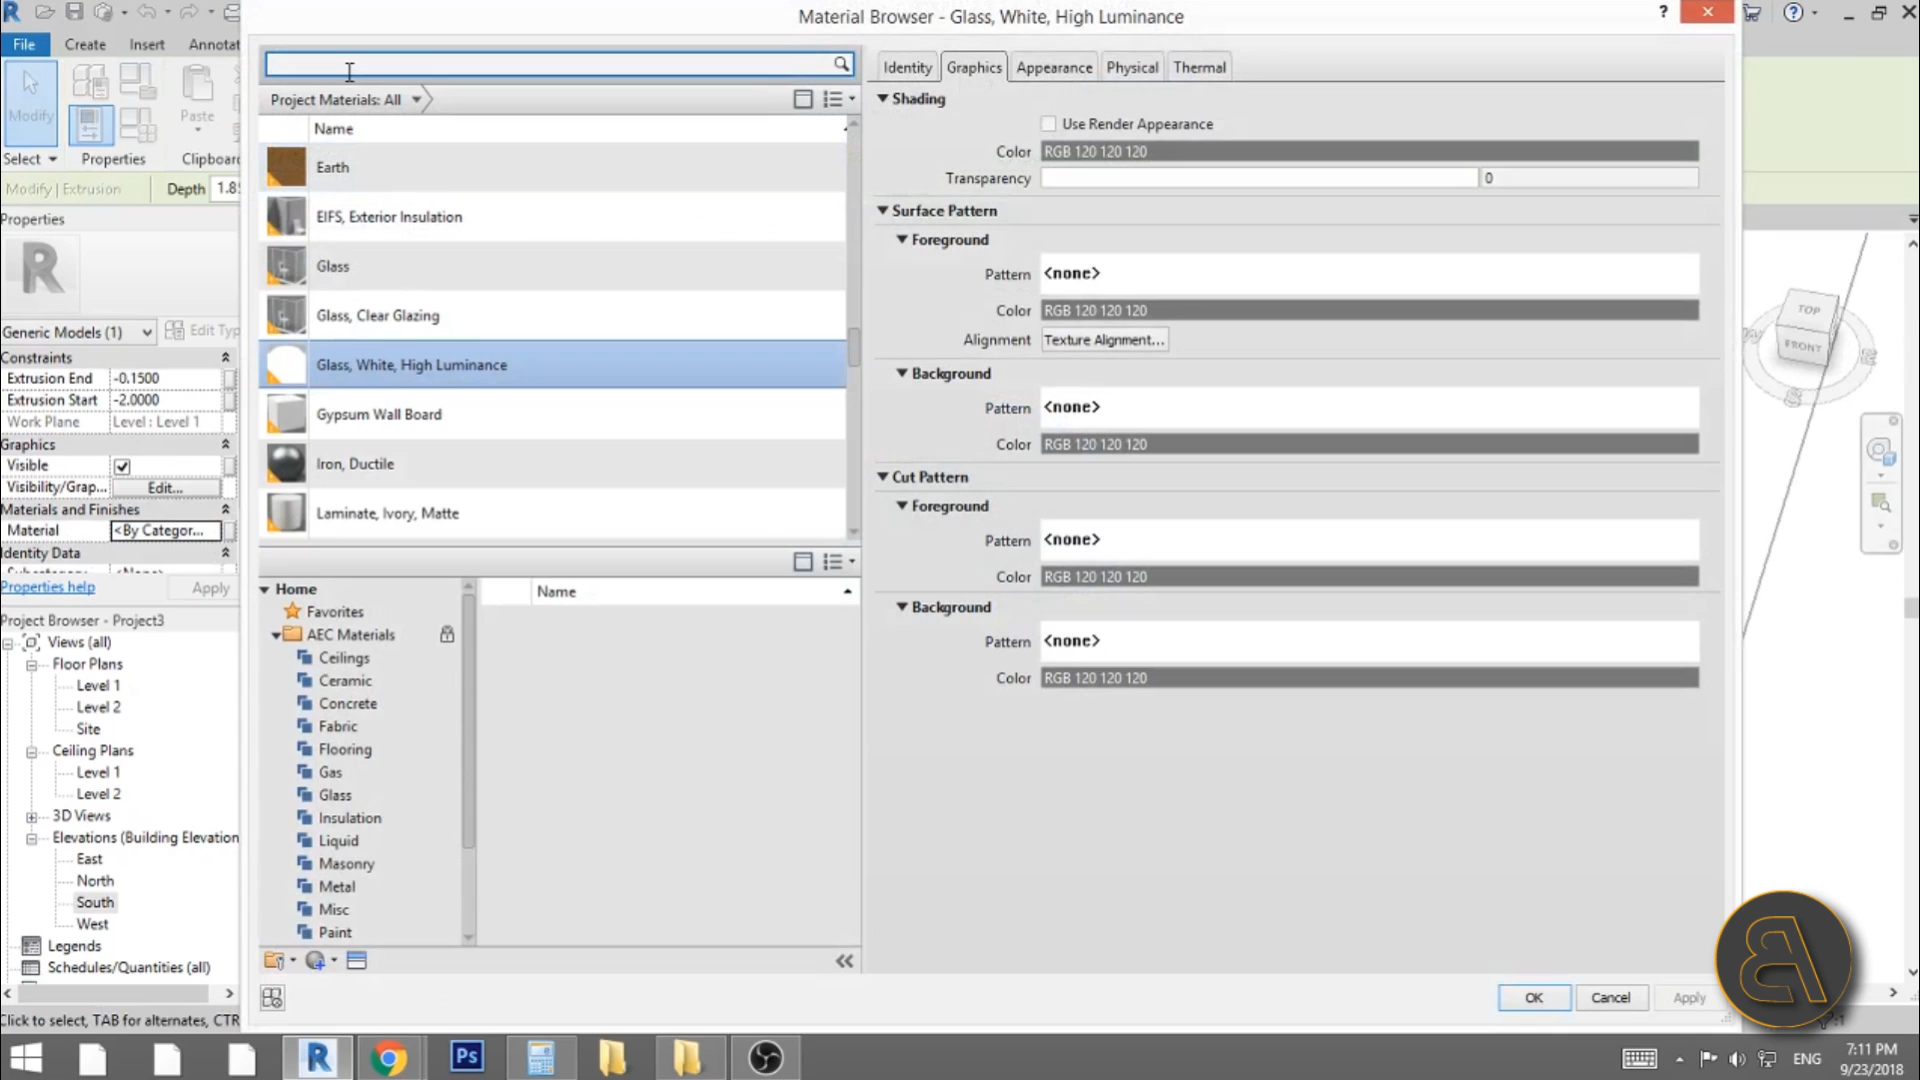 Material Browser - Glass, White, High Luminance
?
File
Create
Insert
Annotat
Modify
Paste
Select
Properties
Clipboard
Modify | Extrusion
Depth
Properties
Generic Models (1)
Edit Typ
Constraints
Extrusion End
-0.1500
Extrusion Start
-2.0000
Work Plane
Level : Level 1
Graphics
Visible
Visibility/Grap...
Edit...
Materials and Finishes
Material
<By Categor...
Identity Data
Properties help
Apply
Project Browser - Project3
Views (all)
Floor Plans
Level 1
Level 2
Site
Ceiling Plans
Level 1
Level 2
3D Views
Elevations (Building Elevation
East
North
South
West
Legends
Schedules/Quantities (all)
Click to select, TAB for alternates, CTR
Project Materials: All
Name
Earth
EIFS, Exterior Insulation
Glass
Glass, Clear Glazing
Glass, White, High Luminance
Gypsum Wall Board
Iron, Ductile
Laminate, Ivory, Matte
Home
Favorites
AEC Materials
Ceilings
Ceramic
Concrete
Fabric
Flooring
Gas
Glass
Insulation
Liquid
Masonry
Metal
Misc
Paint
Name
Identity
Graphics
Appearance
Physical
Thermal
Shading
Use Render Appearance
Color
RGB 120 120 120
Transparency
0
Surface Pattern
Foreground
Pattern
<none>
Color
RGB 120 120 120
Alignment
Texture Alignment...
Background
Pattern
<none>
Color
RGB 120 120 120
Cut Pattern
Foreground
Pattern
<none>
Color
RGB 120 120 120
Background
Pattern
<none>
Color
RGB 120 120 120
OK
Cancel
Apply
TOP
FRONT
Ps
ENG
7:11 PM
9/23/2018